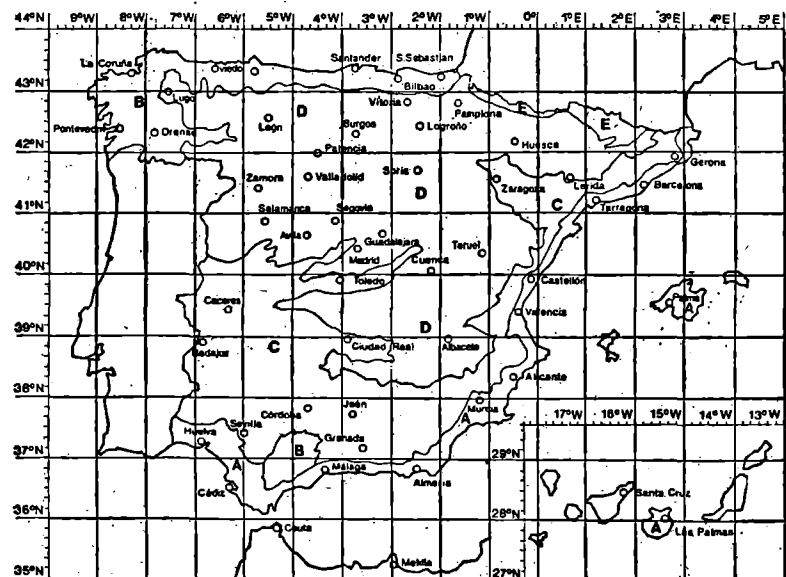 44°N 9°W 8°W 7°W 6°W 5°W 4°W 3°W 2°W 0° 1°E 2°E 3°E 4°E 5°E
La Coruña Oviedo Santander S.Sebastian
43°N Bilbao
B Lugo D Vitoria Pamplona E E
Pontevedra Orense León Burgos Logroño
42°N Palencia Huesca
Gerona
Zamora Valladolid Soria Zaragoza Lerida Barcelona
D C Tarragona
41°N Salamanca Segovia
Avila Guadalajara Teruel
Madrid Cuenca
40°N Toledo Castellón
Caceres Valencia Palma A
39°N D
Badajos C Ciudad Real Albacete
38°N Alicante
Córdoba Jaén Murcia A
Huelva Sevilla Granada 17°W 16°W 14°W 13°W
37°N B 29°N
A Málaga
Cádiz Almeria Santa Cruz
36°N 28°N
Ceuta A Las Palmas
35°N Melilla 27°N